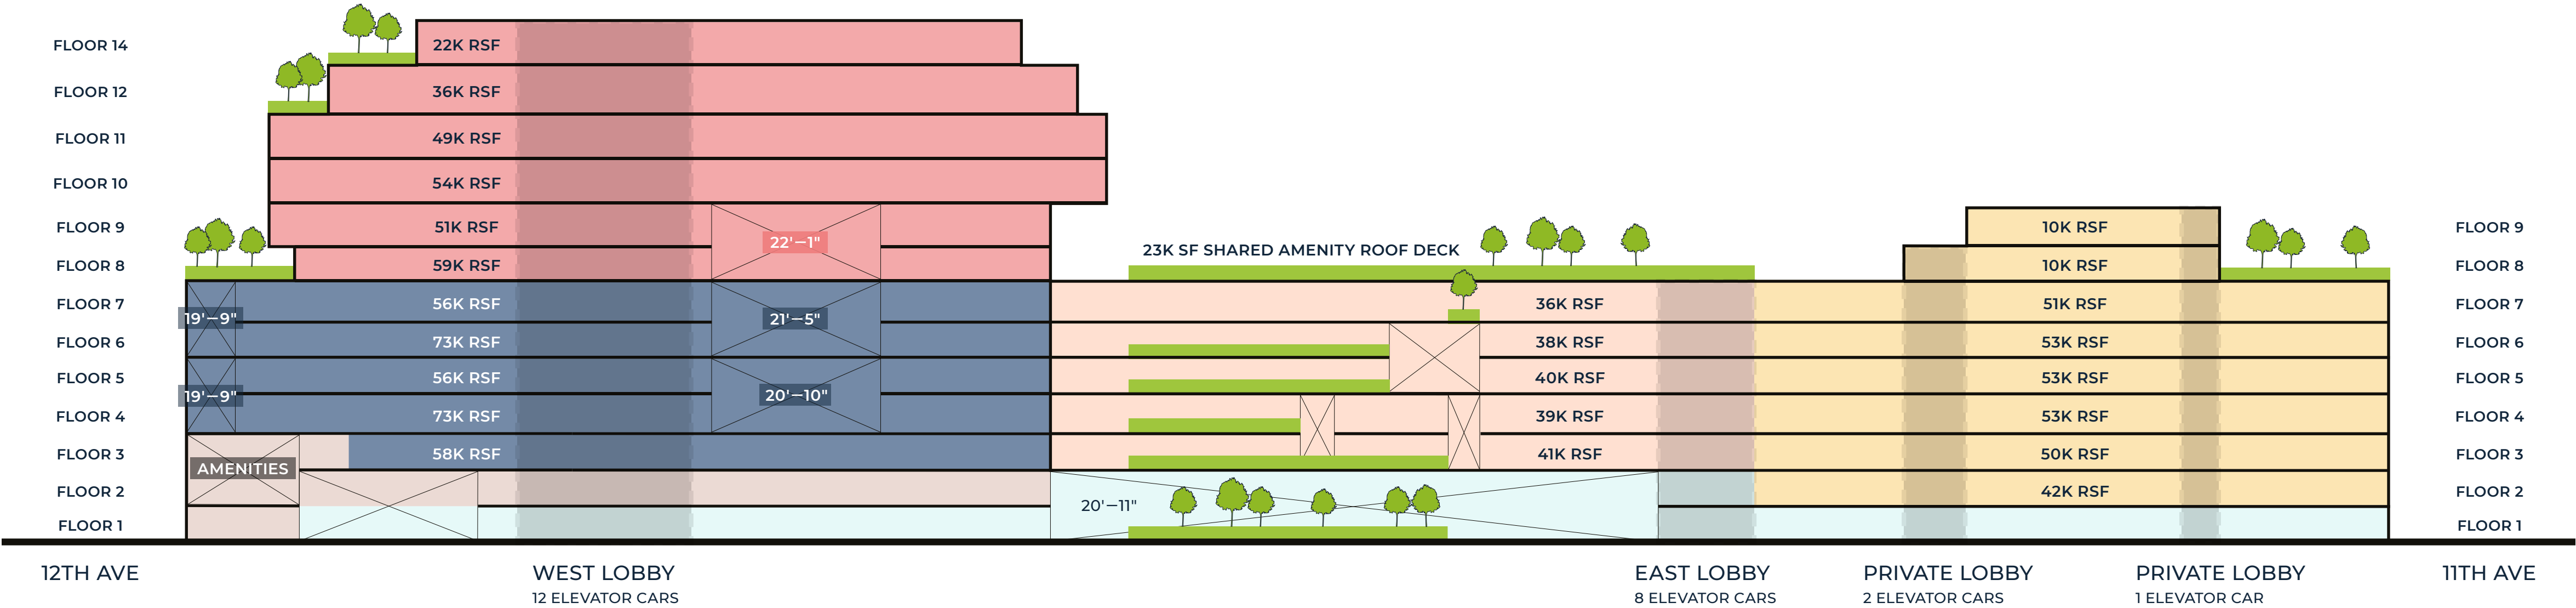 FLOOR 14 22K RSF
FLOOR 12 36K RSF
FLOOR 11 49K RSF
FLOOR 10 54K RSF
FLOOR 9 51K RSF 10K RSF FLOOR 9
22'–1"
23K SF SHARED AMENITY ROOF DECK
FLOOR 8 59K RSF 10K RSF FLOOR 8
FLOOR 7 56K RSF 36K RSF 51K RSF FLOOR 7
19'–9" 21'–5"
FLOOR 6 73K RSF 38K RSF 53K RSF FLOOR 6
FLOOR 5 56K RSF 40K RSF 53K RSF FLOOR 5
19'–9" 20'–10"
FLOOR 4 73K RSF 39K RSF 53K RSF FLOOR 4
FLOOR 3 58K RSF 41K RSF 50K RSF FLOOR 3
AMENITIES
FLOOR 2 42K RSF FLOOR 2
20'–11"
FLOOR 1 FLOOR 1
12TH AVE WEST LOBBY EAST LOBBY PRIVATE LOBBY PRIVATE LOBBY 11TH AVE
12 ELEVATOR CARS 8 ELEVATOR CARS 2 ELEVATOR CARS 1 ELEVATOR CAR